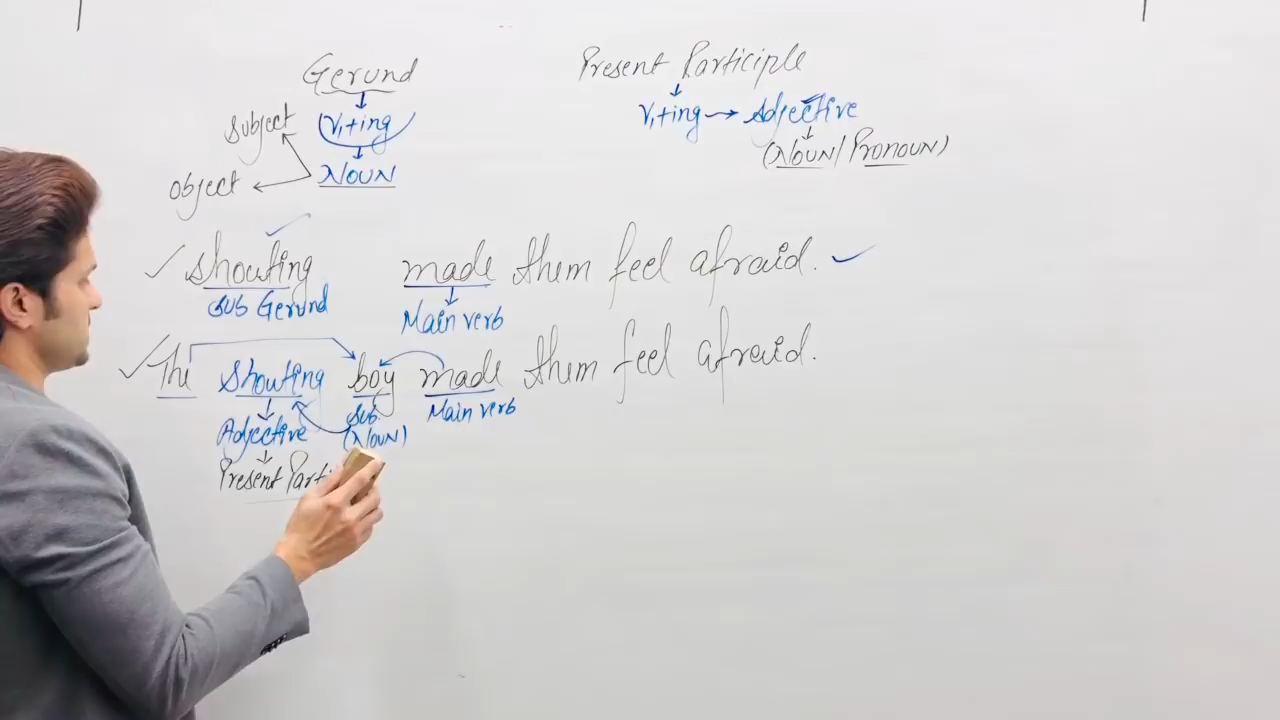 Gerund
V₁+ing
Subject
Object
NOUN
Present Participle
V₁+ing → Adjective
(NOUN/PRONOUN)
Shouting made them feel afraid.
Sub Gerund
Main verb
The Shouting boy made them feel afraid.
Adjective
Sub.
(NOUN)
Main verb
Present Parti